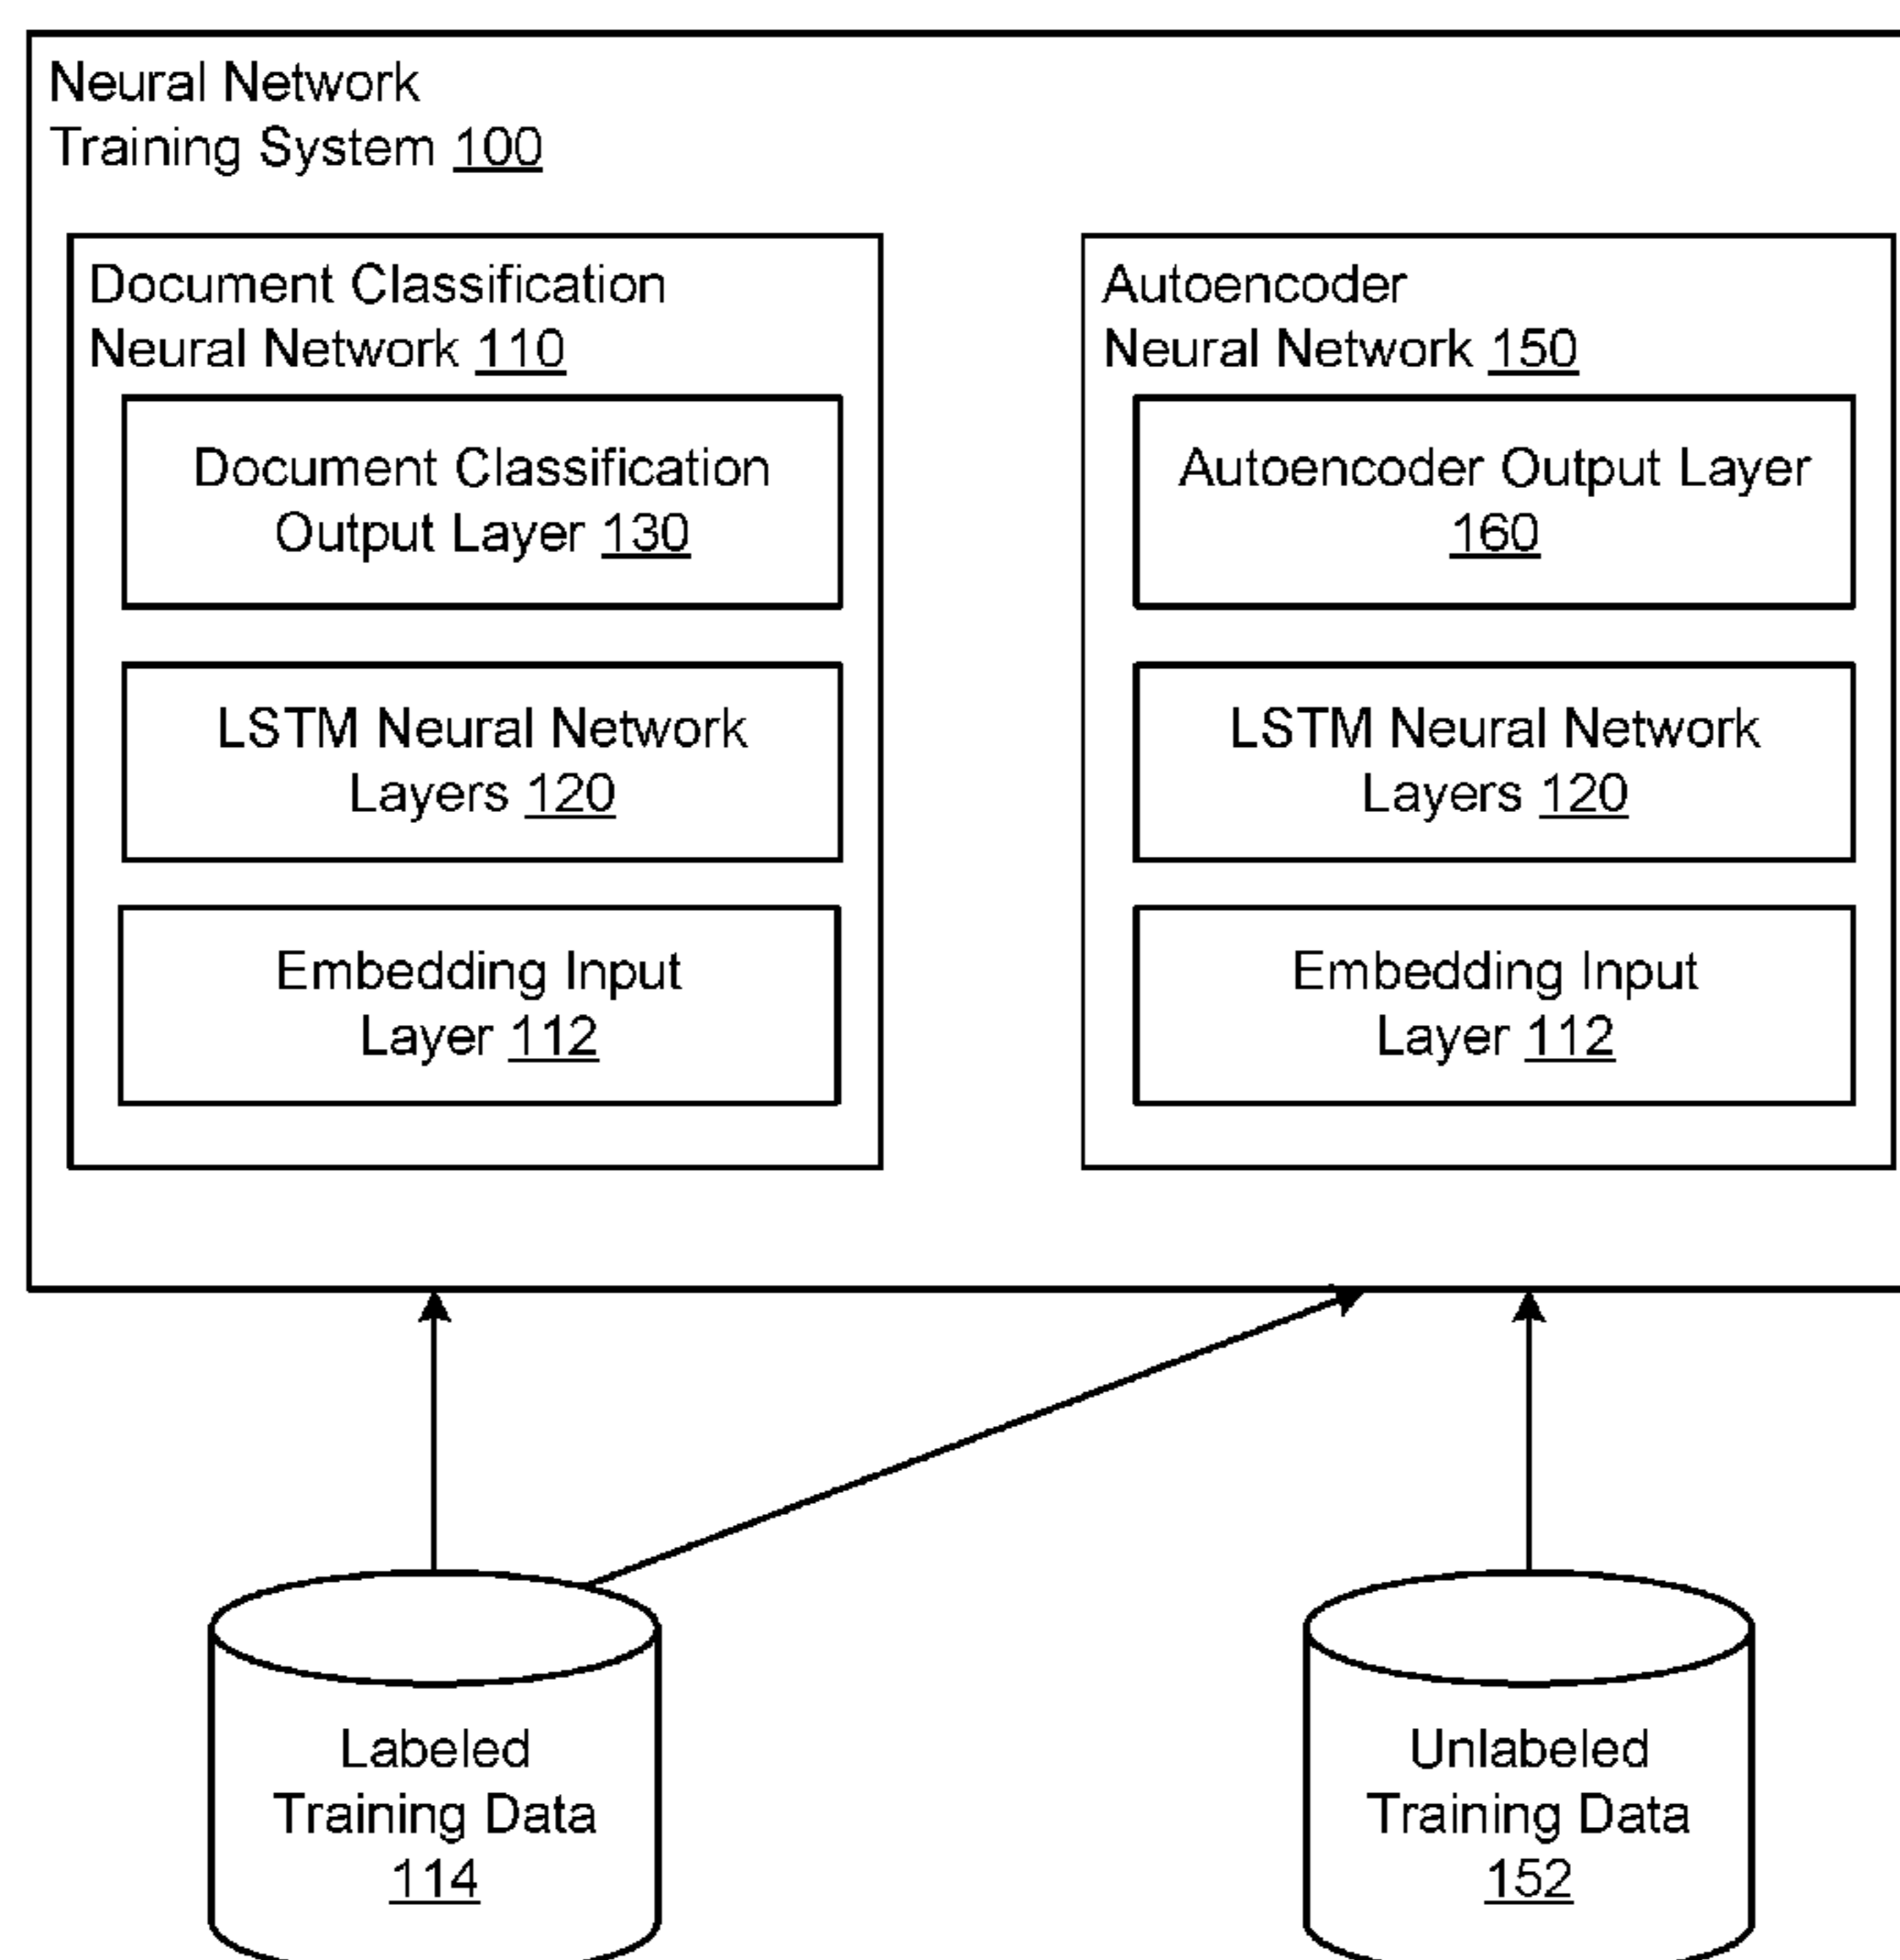 Neural Network
Training System 100
Document Classification
Neural Network 110
Document Classification
Output Layer 130
LSTM Neural Network
Layers 120
Embedding Input
Layer 112
Autoencoder
Neural Network 150
Autoencoder Output Layer
160
LSTM Neural Network
Layers 120
Embedding Input
Layer 112
Labeled
Training Data
114
Unlabeled
Training Data
152